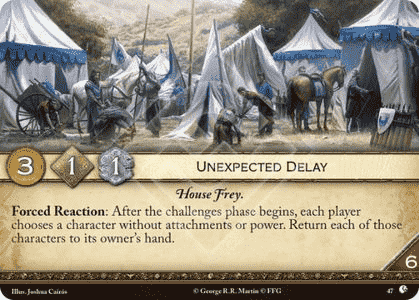 3 1 1 UNEXPECTED DELAY
House Frey.
Forced Reaction: After the challenges phase begins, each player
chooses a character without attachments or power. Return each of those
characters to its owner's hand.
6
Illus. Joshua Cairós © George R.R. Martin © FFG 47